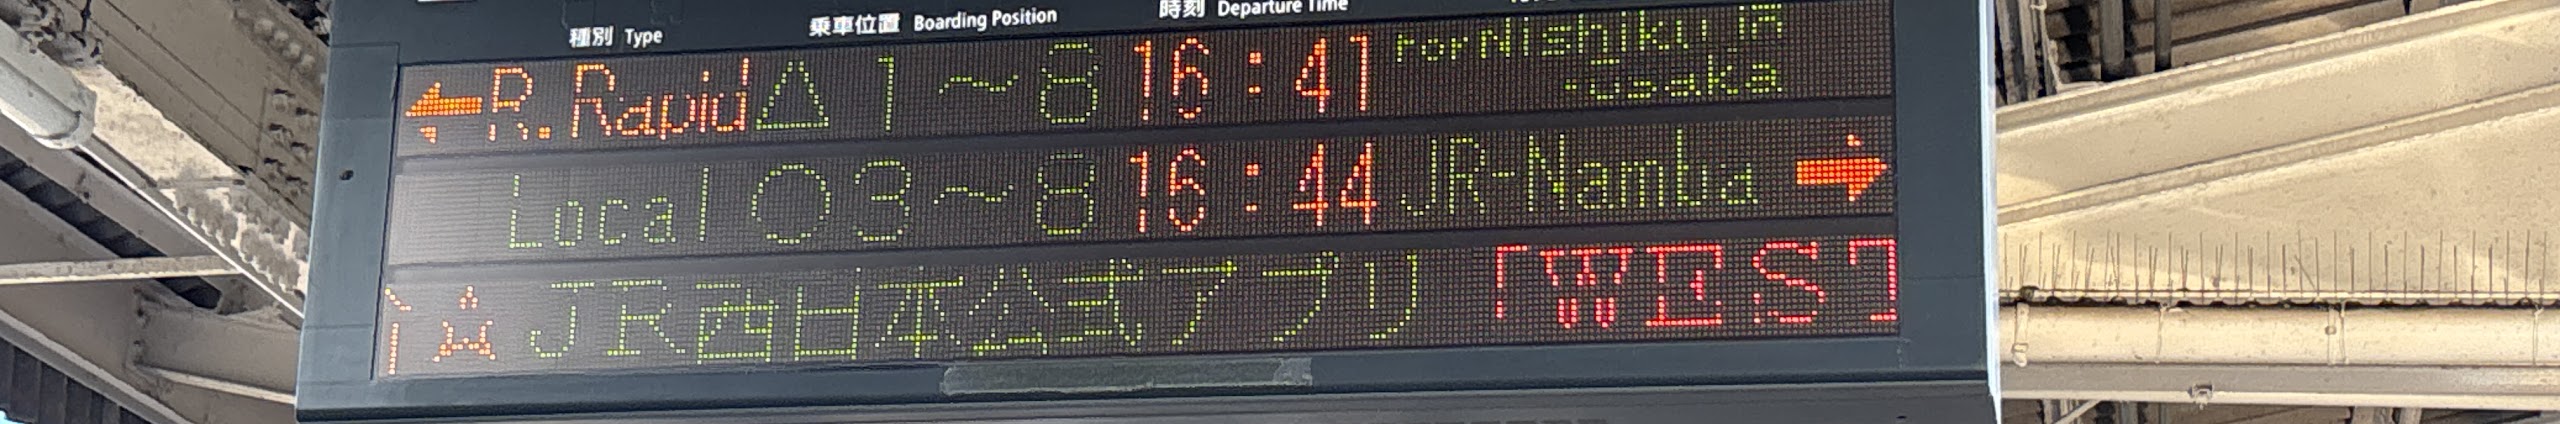 種別 Type 乗車位置 Boarding Position 時刻 Departure Time
← R.Rapid △ 1～8 16:41 for Nishikujō
・Osaka
Local ○ 3～8 16:44 JR-Namba →
JR西日本公式アプリ「WES